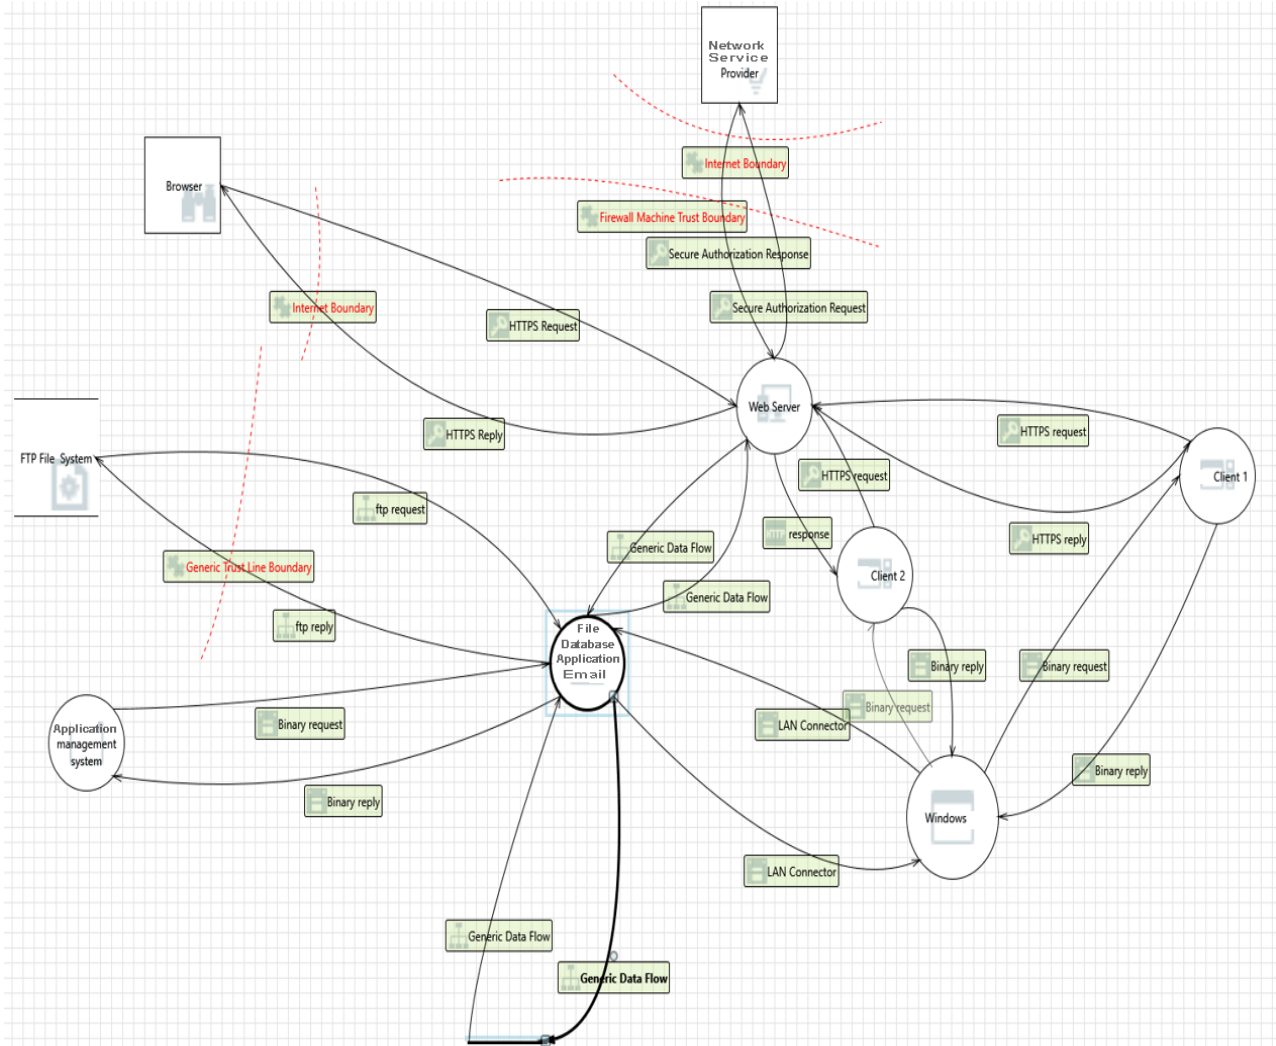 Network
Service
Provider
Internet Boundary
Browser
Firewall Machine Trust Boundary
Secure Authorization Response
Internet Boundary
Secure Authorization Request
HTTPS Request
Web Server
HTTPS Reply
HTTPS request
FTP File System
HTTPS request
Client 1
ftp request
response
HTTPS reply
Generic Data Flow
Generic Trust Line Boundary
Client 2
Generic Data Flow
ftp reply
File
Database
Application
Email
Binary reply
Binary request
Binary request
Application
management
system
Binary request
LAN Connector
Binary reply
Binary reply
Windows
LAN Connector
Generic Data Flow
Generic Data Flow